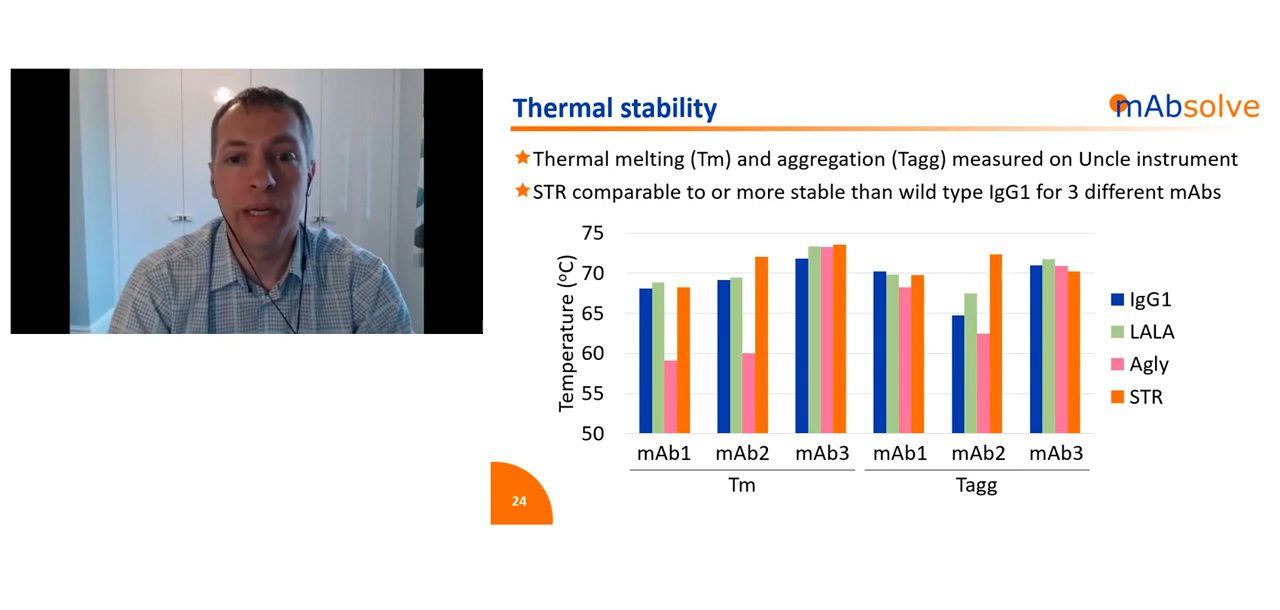 Thermal stability
mAbsolve
Thermal melting (Tm) and aggregation (Tagg) measured on Uncle instrument
STR comparable to or more stable than wild type IgG1 for 3 different mAbs
Temperature (ºC)
75
70
65
60
55
50
mAb1 mAb2 mAb3 mAb1 mAb2 mAb3
Tm Tagg
IgG1
LALA
Agly
STR
24